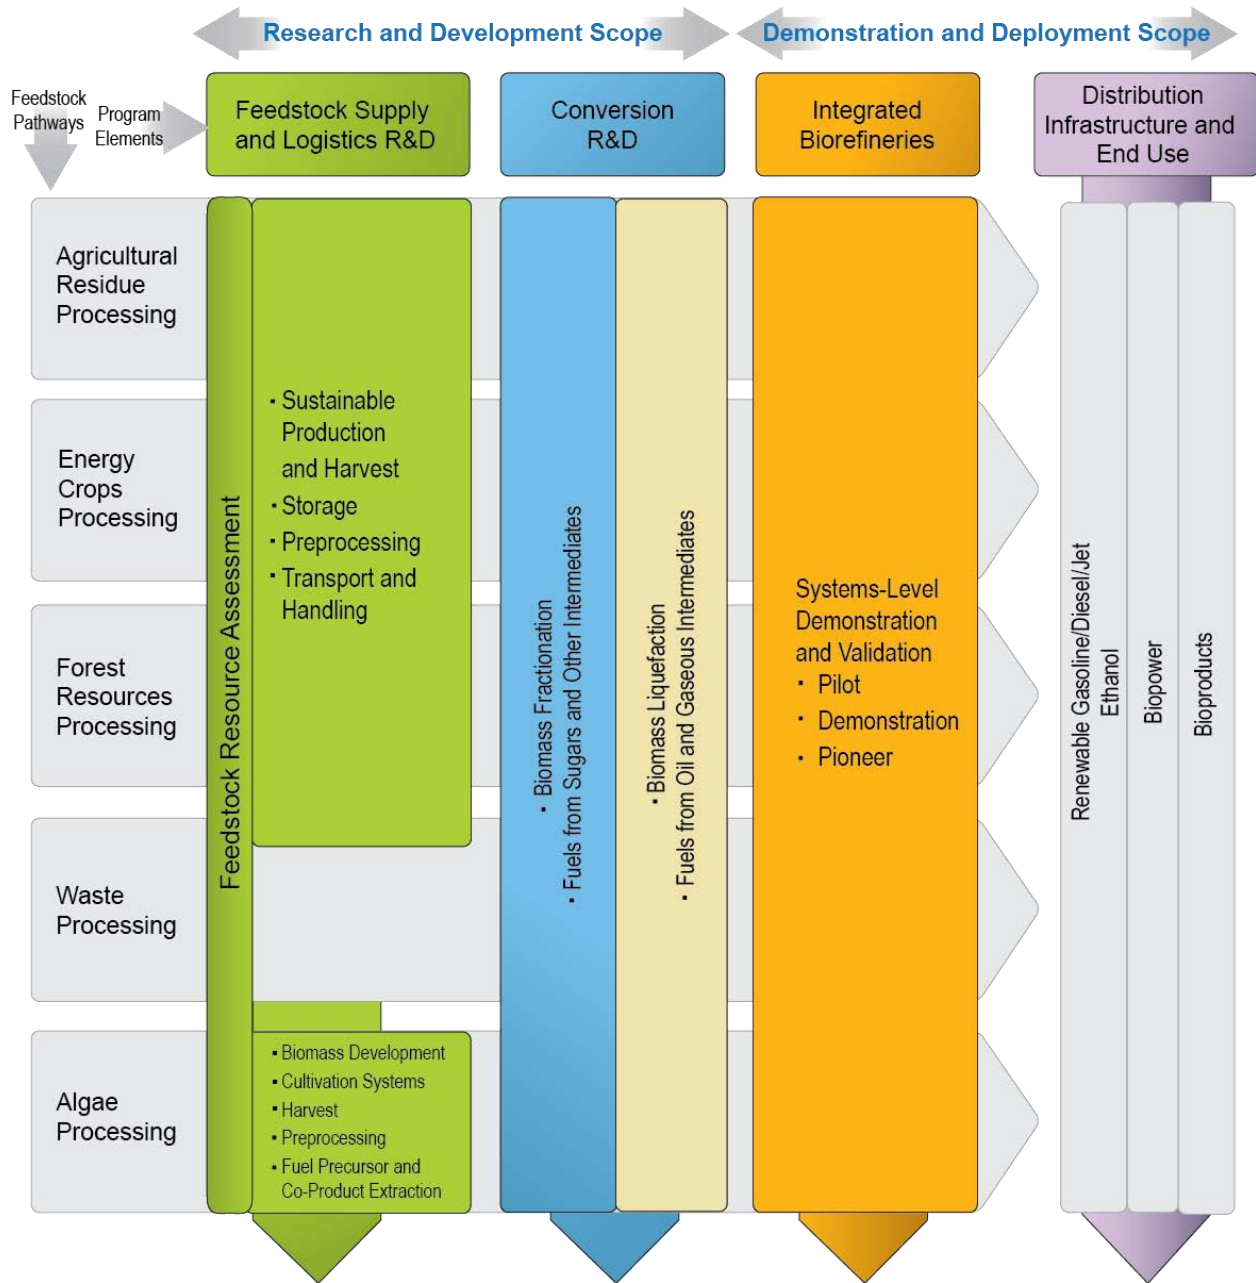 Research and Development Scope
Demonstration and Deployment Scope
Feedstock
Pathways
Program
Elements
Feedstock Supply
and Logistics R&D
Conversion
R&D
Integrated
Biorefineries
Distribution
Infrastructure and
End Use
Agricultural
Residue
Processing
Energy
Crops
Processing
Forest
Resources
Processing
Waste
Processing
Algae
Processing
Feedstock Resource Assessment
▪ Sustainable
Production
and Harvest
▪ Storage
▪ Preprocessing
▪ Transport and
Handling
▪ Biomass Development
▪ Cultivation Systems
▪ Harvest
▪ Preprocessing
▪ Fuel Precursor and
Co-Product Extraction
▪ Biomass Fractionation
▪ Fuels from Sugars and Other Intermediates
▪ Biomass Liquefaction
▪ Fuels from Oil and Gaseous Intermediates
Systems-Level
Demonstration
and Validation
▪ Pilot
▪ Demonstration
▪ Pioneer
Renewable Gasoline/Diesel/Jet
Ethanol
Biopower
Bioproducts